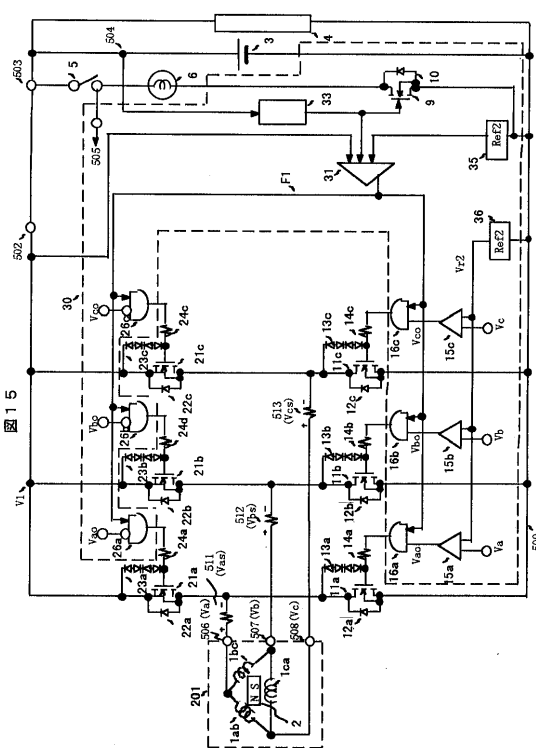 図15
V1
30
502
503
504
505
5
6
3
4
10
9
33
31
F1
35
Ref2
36
Ref2
Vr2
Vao
26a
24a
23a
21a
22a
Vbo
26b
24d
23b
21b
22b
Vco
26c
24c
23c
21c
22c
511
(Vas)
512
(Vbs)
513
(Vcs)
+
-
+
-
+
-
506(Va)
507(Vb)
508(Vc)
201
1bc
1ab
1ca
N S
2
13a
14a
11a
12a
16a
Vao
15a
Va
13b
14b
11b
12b
16b
Vbo
15b
Vb
13c
14c
11c
12c
16c
Vco
15c
Vc